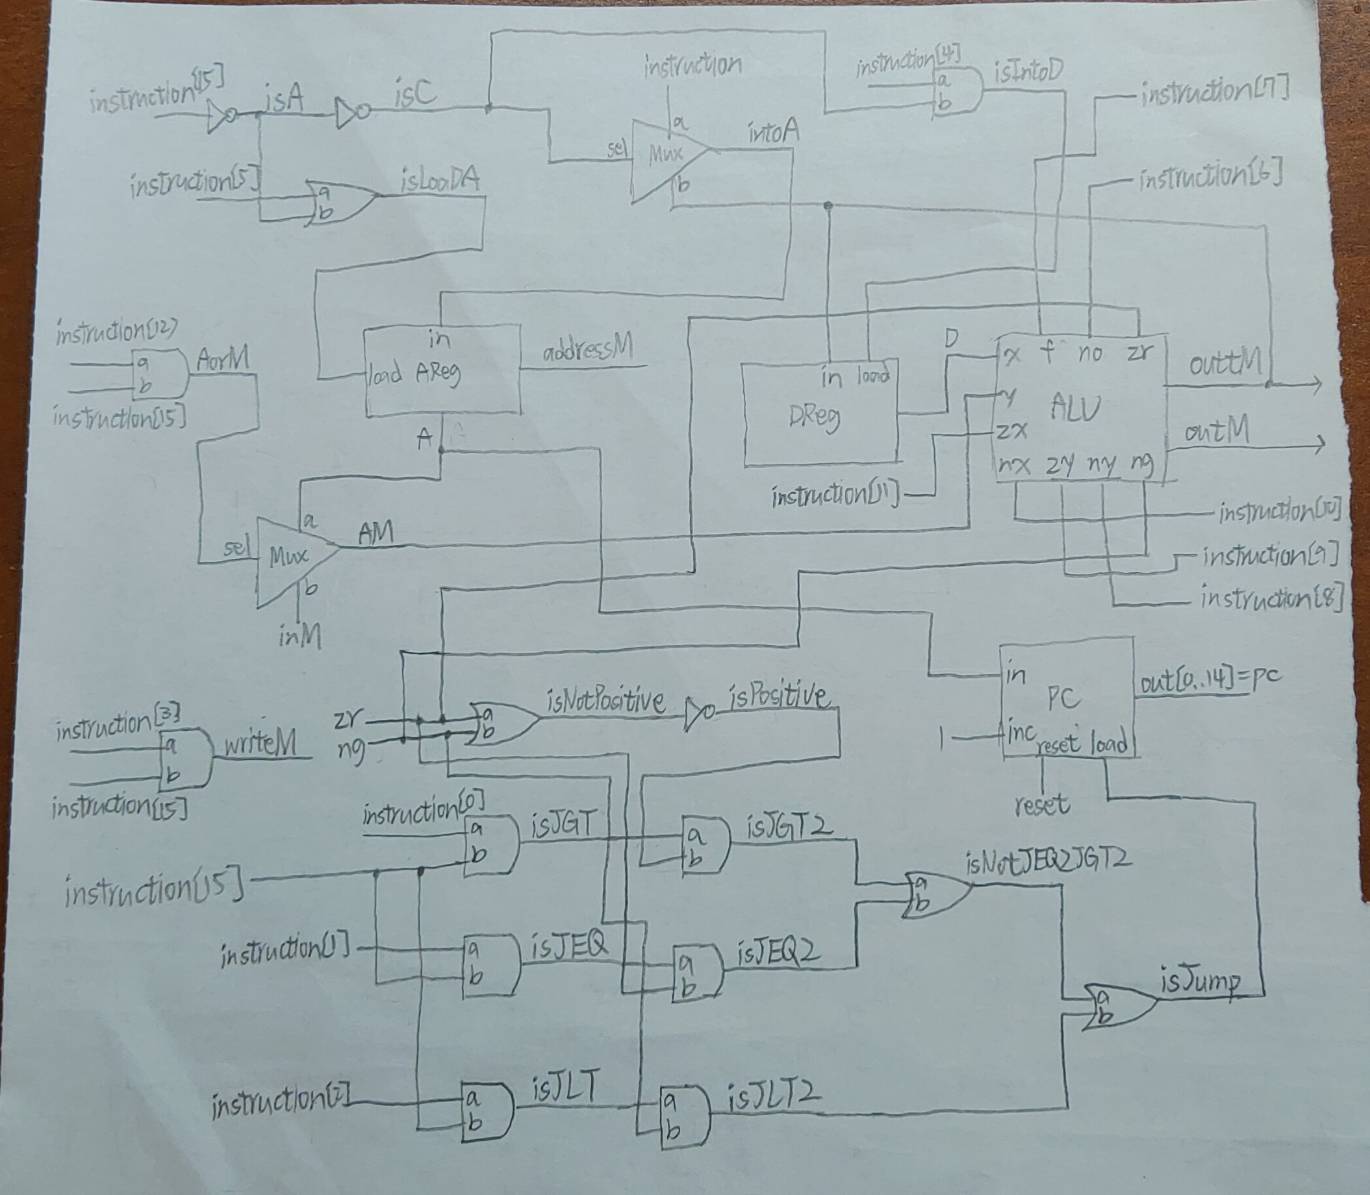 instruction[15]
isA
isC
instruction
instruction[4]
a
b
isIntoD
instruction[7]
instruction[5]
a
b
isLoaDA
sel
Mux
a
b
intoA
instruction[6]
instruction[12]
a
b
AorM
instruction[15]
in
load AReg
addressM
A
in load
DReg
D
x f no zr
y
ALU
zx
nx zy ny ng
outtM
outM
instruction[11]
instruction[10]
instruction[9]
instruction[8]
sel
Mux
a
b
AM
inM
in
PC
inc
reset load
1
reset
out[0..14]=pc
zr
ng
a
b
isNotPositive
isPositive
instruction[3]
a
b
writeM
instruction[15]
instruction[0]
a
b
isJGT
a
b
isJGT2
instruction[15]
a
b
isNotJEQ2JGT2
instruction[1]
a
b
isJEQ
a
b
isJEQ2
a
b
isJump
instruction[2]
a
b
isJLT
a
b
isJLT2